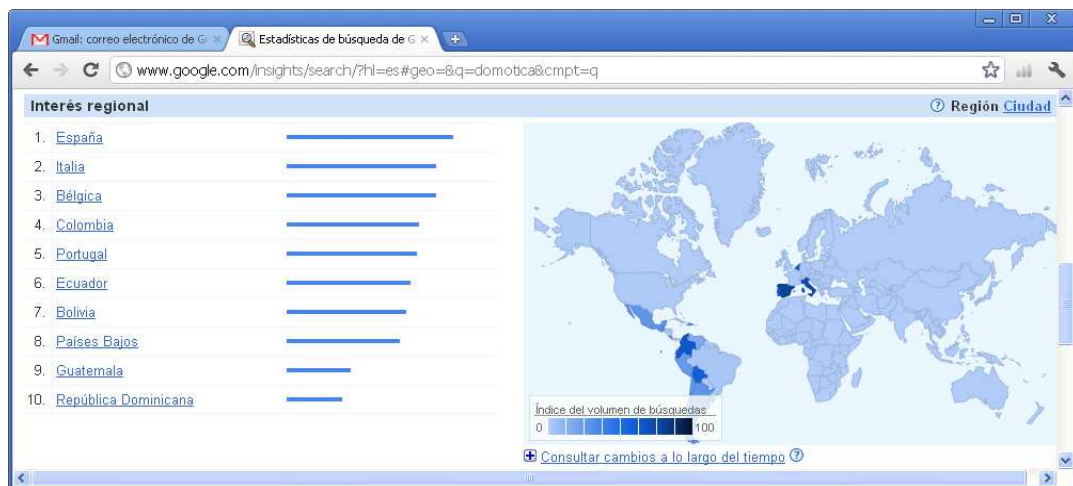 Gmail: correo electrónico de G
Estadísticas de búsqueda de G
www.google.com/insights/search/?hl=es#geo=&q=domotica&cmpt=q
Interés regional
Región Ciudad
1. España
2. Italia
3. Bélgica
4. Colombia
5. Portugal
6. Ecuador
7. Bolivia
8. Países Bajos
9. Guatemala
10. República Dominicana
Índice del volumen de búsquedas
0 100
Consultar cambios a lo largo del tiempo